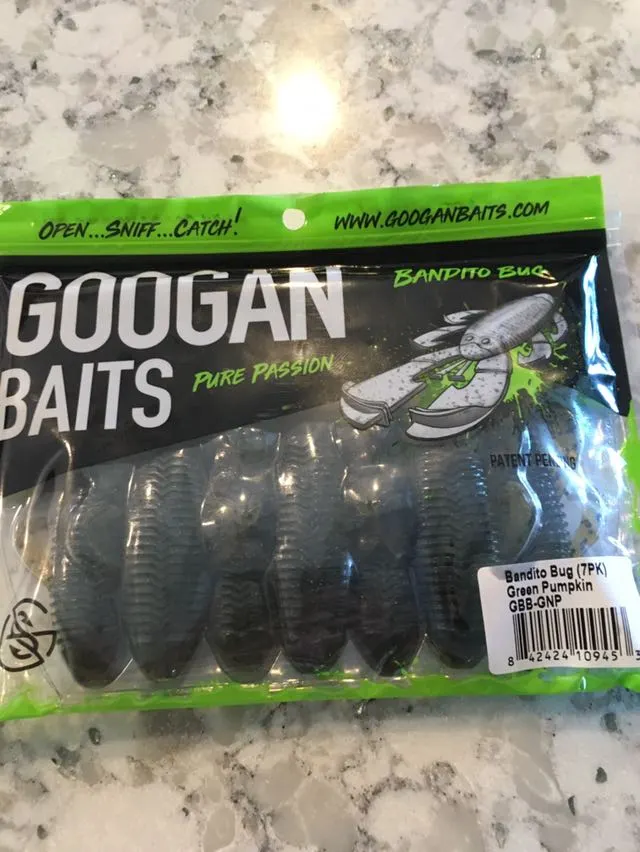 OPEN...SNIFF...CATCH!
WWW.GOOGANBAITS.COM
GOOGAN
BAITS
PURE PASSION
BANDITO BUG
PATENT PENDING
Bandito Bug (7PK)
Green Pumpkin
GBB-GNP
8 42424 10945 3